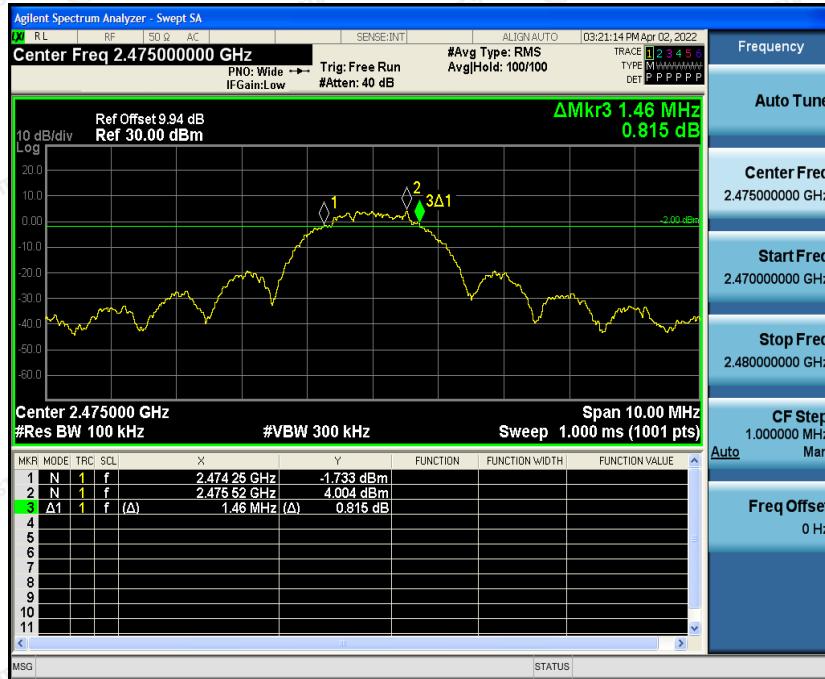 Agilent Spectrum Analyzer - Swept SA
LXI RL RF 50 Ω AC SENSE:INT ALIGN AUTO 03:21:14 PM Apr 02, 2022
Center Freq 2.475000000 GHz
PNO: Wide
IFGain:Low
Trig: Free Run
#Atten: 40 dB
#Avg Type: RMS
Avg|Hold: 100/100
TRACE 1 2 3 4 5 6
TYPE M
DET P P P P P P
Frequency
Auto Tune
Center Freq
2.475000000 GHz
Start Freq
2.470000000 GHz
Stop Freq
2.480000000 GHz
CF Step
1.000000 MHz
Auto Man
Freq Offset
0 Hz
ΔMkr3 1.46 MHz
0.815 dB
Ref Offset 9.94 dB
10 dB/div Ref 30.00 dBm
Log
20.0
10.0
0.00
-10.0
-20.0
-30.0
-40.0
-50.0
-60.0
1
2
3Δ1
-2.00 dBm
Center 2.475000 GHz Span 10.00 MHz
#Res BW 100 kHz #VBW 300 kHz Sweep 1.000 ms (1001 pts)
MKR MODE TRC SCL X Y FUNCTION FUNCTION WIDTH FUNCTION VALUE
1 N 1 f 2.474 25 GHz -1.733 dBm
2 N 1 f 2.475 52 GHz 4.004 dBm
3 Δ1 1 f (Δ) 1.46 MHz (Δ) 0.815 dB
4
5
6
7
8
9
10
11
MSG STATUS